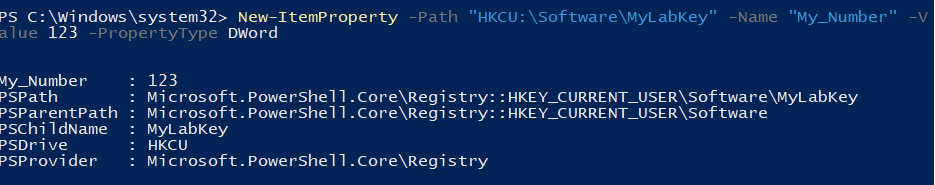 PS C:\Windows\system32> New-ItemProperty -Path "HKCU:\Software\MyLabKey" -Name "My_Number" -V
alue 123 -PropertyType DWord
My_Number    : 123
PSPath       : Microsoft.PowerShell.Core\Registry::HKEY_CURRENT_USER\Software\MyLabKey
PSParentPath : Microsoft.PowerShell.Core\Registry::HKEY_CURRENT_USER\Software
PSChildName  : MyLabKey
PSDrive      : HKCU
PSProvider   : Microsoft.PowerShell.Core\Registry